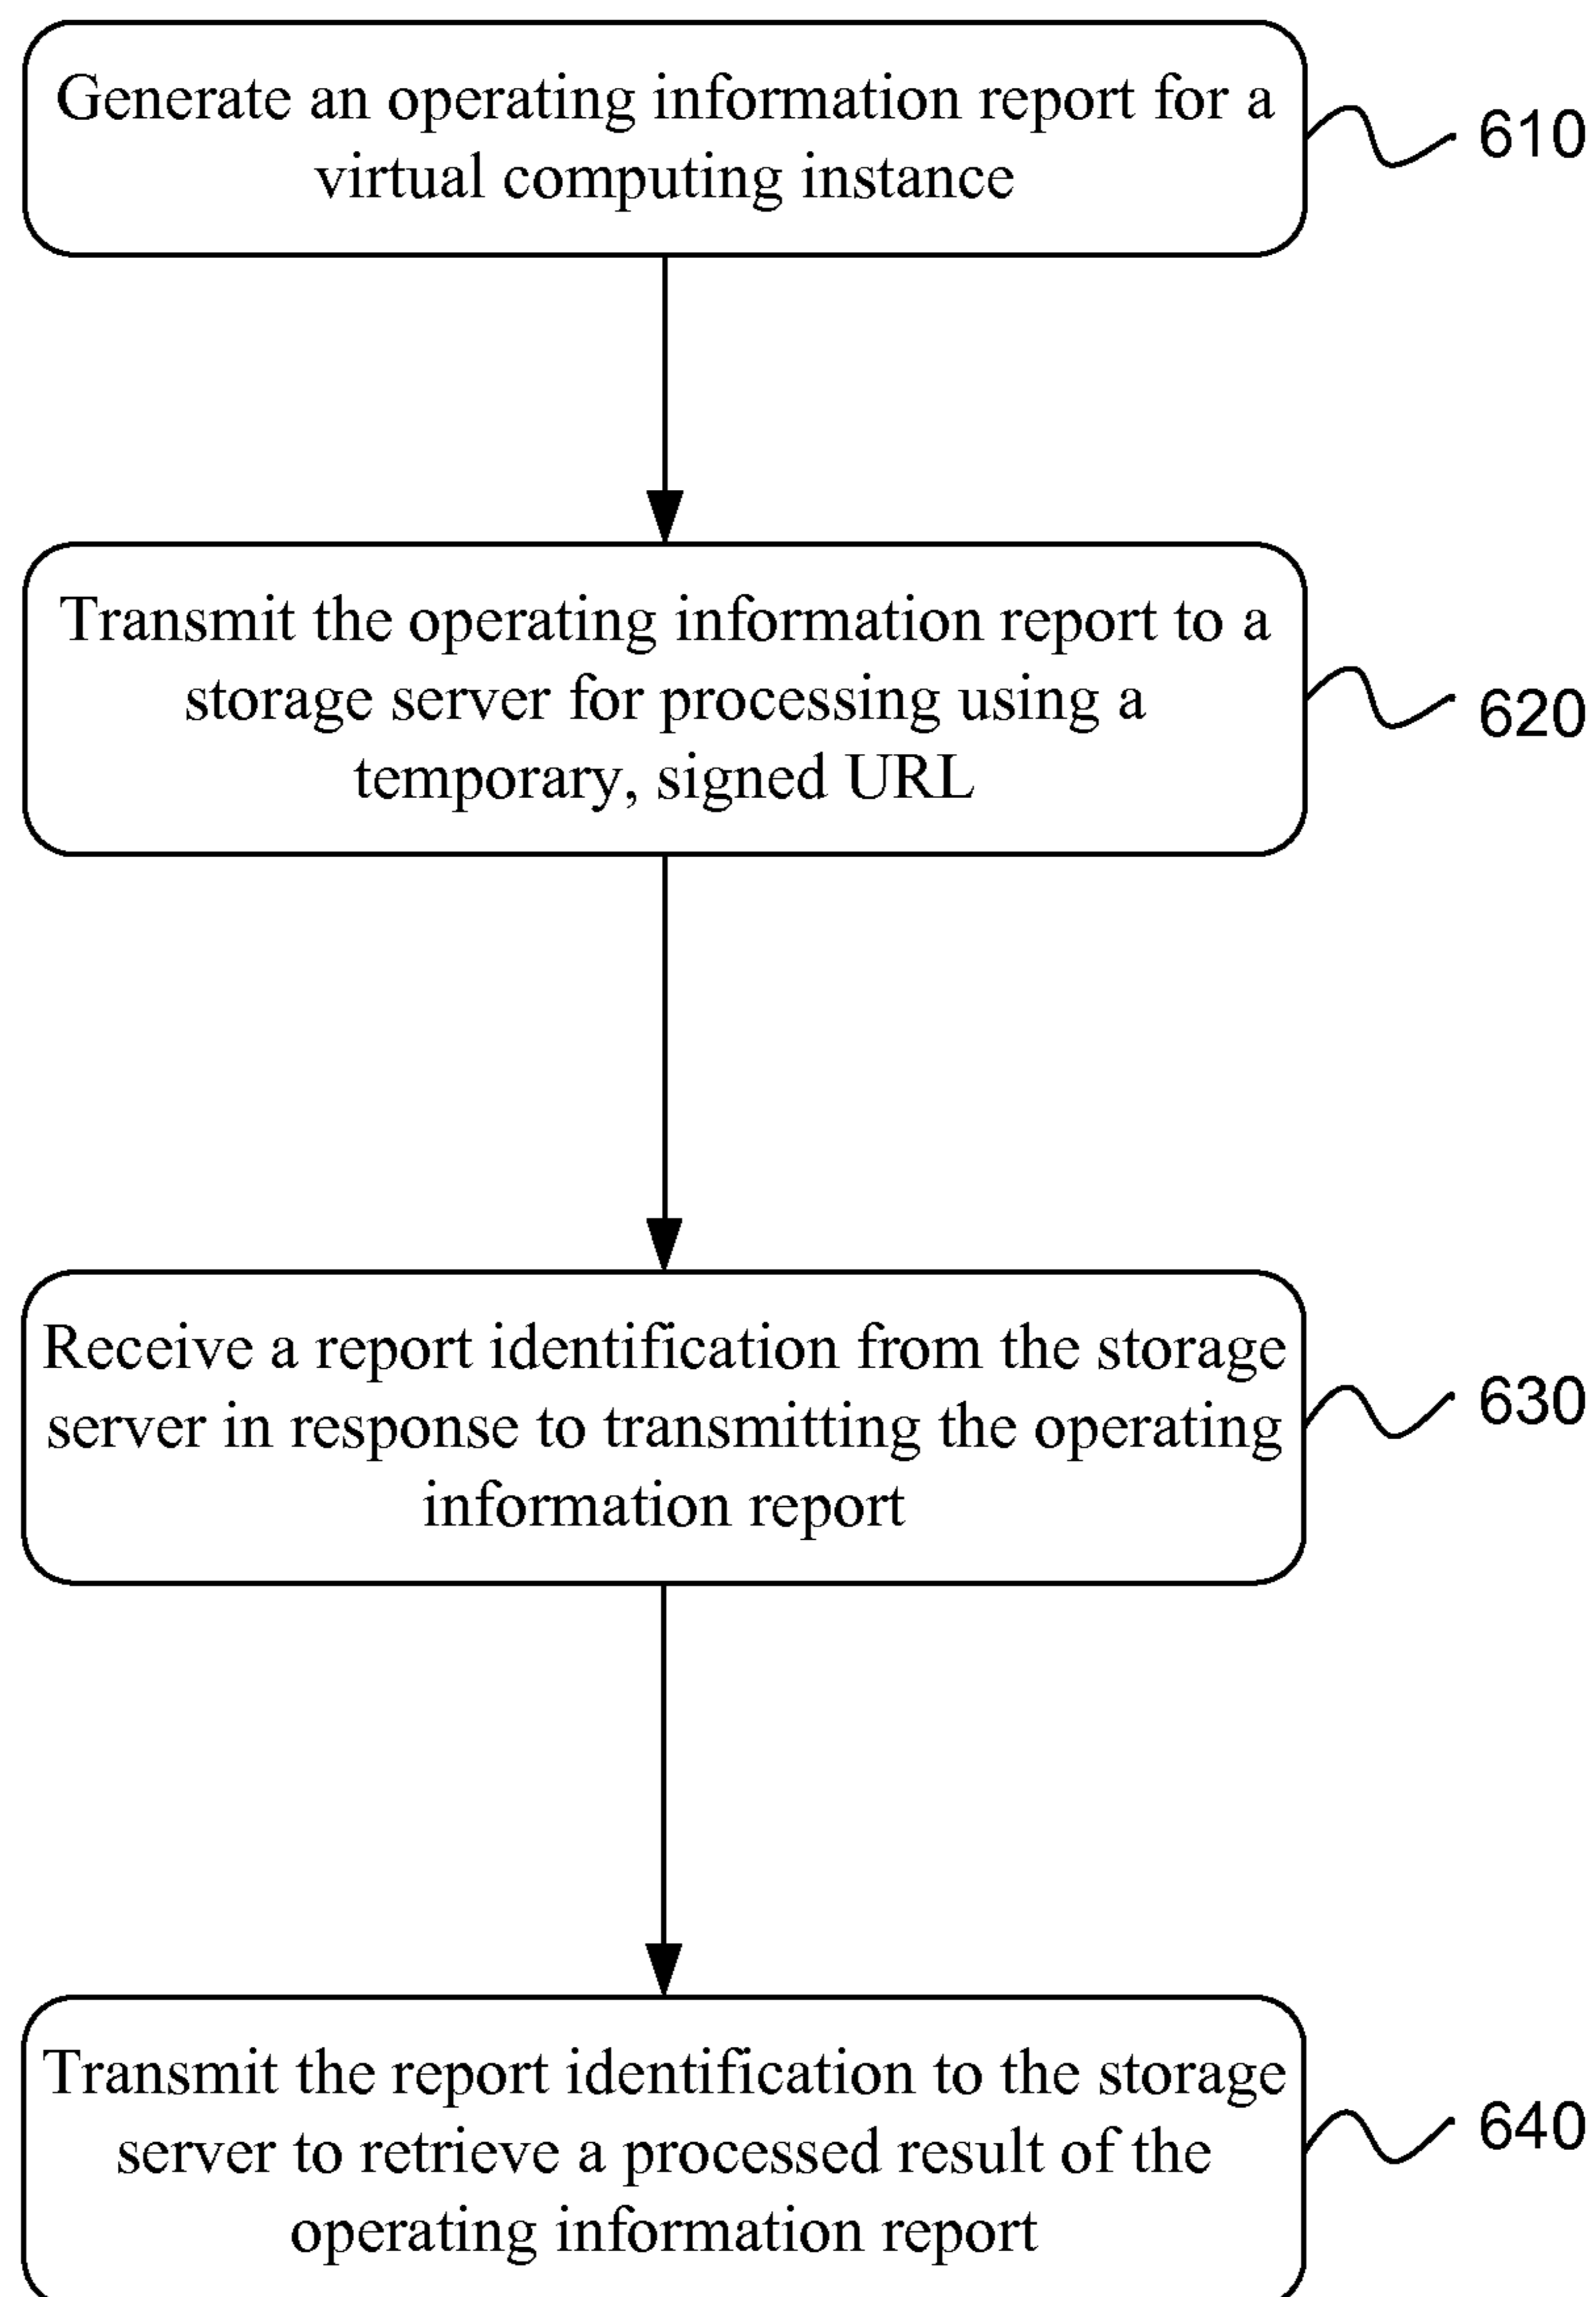 Generate an operating information report for a
virtual computing instance
610
Transmit the operating information report to a
storage server for processing using a
temporary, signed URL
620
Receive a report identification from the storage
server in response to transmitting the operating
information report
630
Transmit the report identification to the storage
server to retrieve a processed result of the
operating information report
640